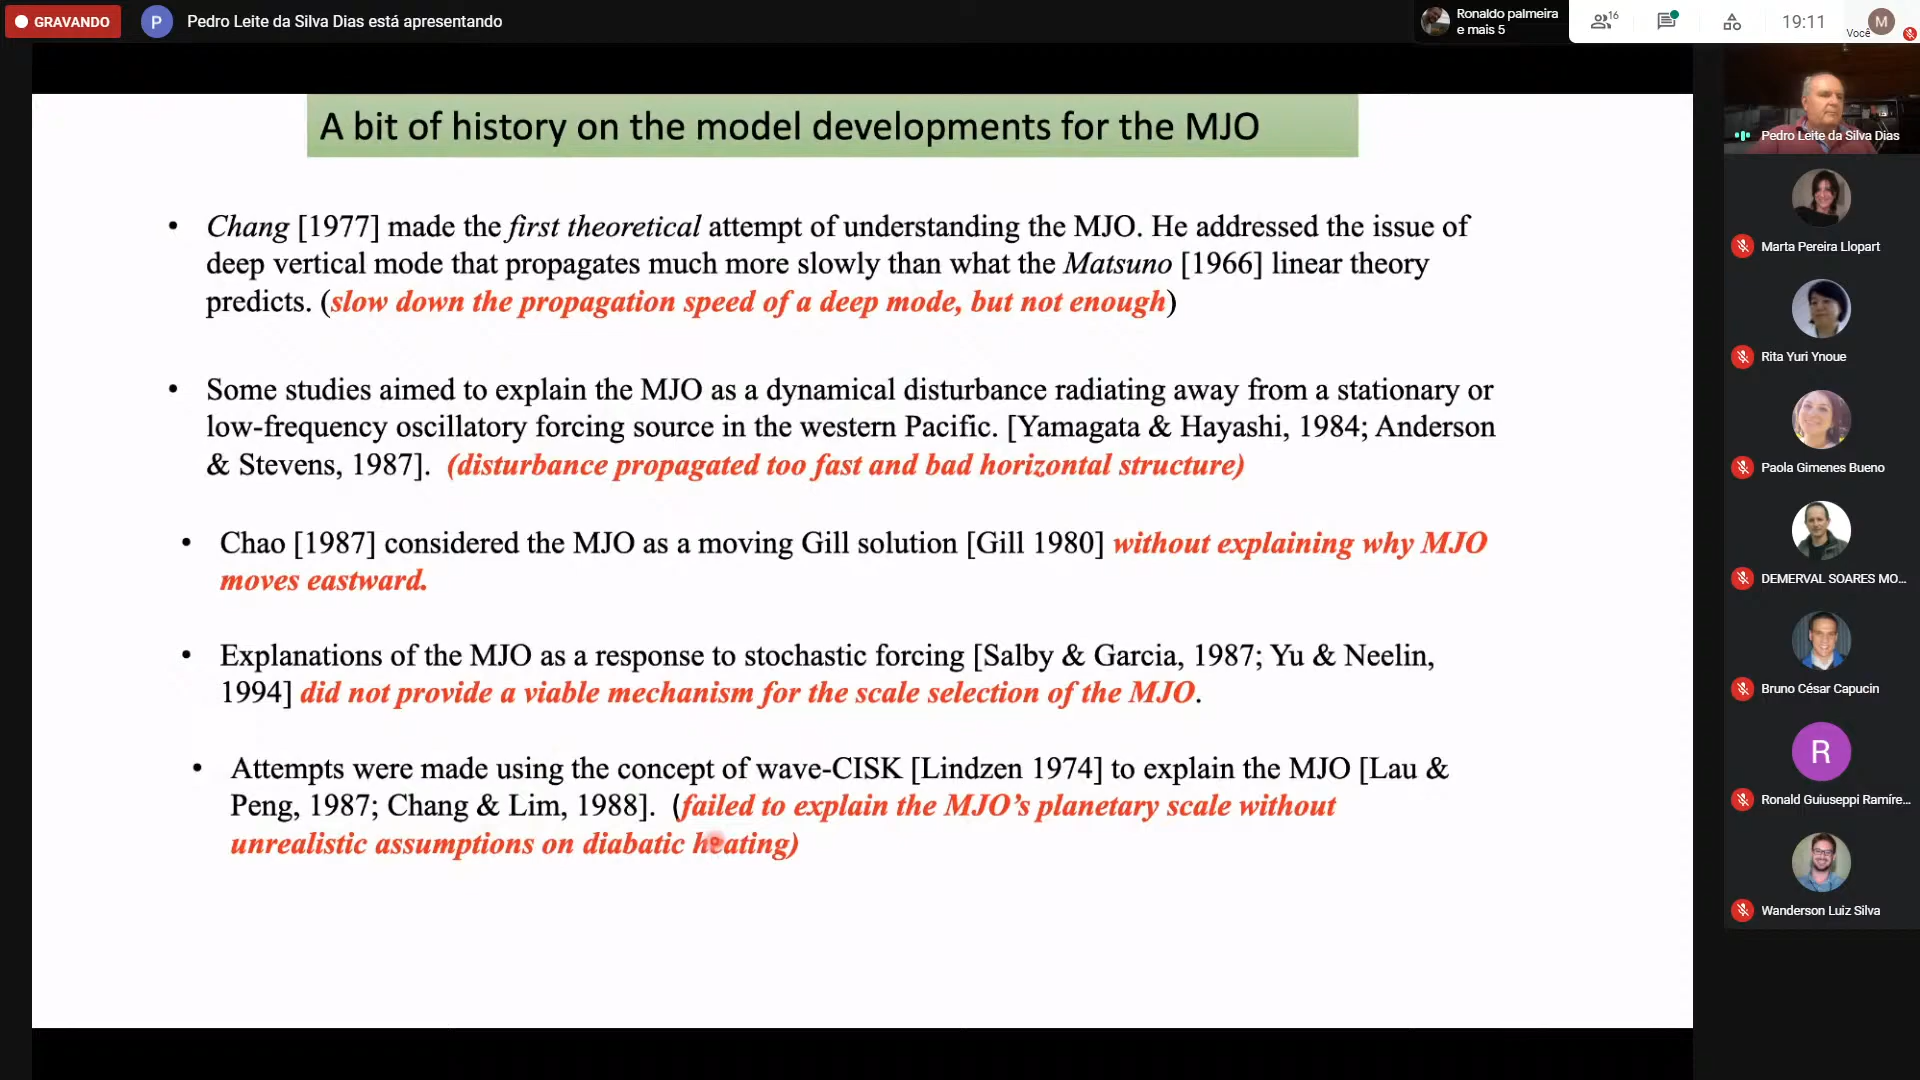 GRAVANDO
P
Pedro Leite da Silva Dias está apresentando
Ronaldo palmeira
e mais 5
16
19:11
Você
M
A bit of history on the model developments for the MJO
• Chang [1977] made the first theoretical attempt of understanding the MJO. He addressed the issue of
deep vertical mode that propagates much more slowly than what the Matsuno [1966] linear theory
predicts. (slow down the propagation speed of a deep mode, but not enough)
• Some studies aimed to explain the MJO as a dynamical disturbance radiating away from a stationary or
low-frequency oscillatory forcing source in the western Pacific. [Yamagata & Hayashi, 1984; Anderson
& Stevens, 1987]. (disturbance propagated too fast and bad horizontal structure)
• Chao [1987] considered the MJO as a moving Gill solution [Gill 1980] without explaining why MJO
moves eastward.
• Explanations of the MJO as a response to stochastic forcing [Salby & Garcia, 1987; Yu & Neelin,
1994] did not provide a viable mechanism for the scale selection of the MJO.
• Attempts were made using the concept of wave-CISK [Lindzen 1974] to explain the MJO [Lau &
Peng, 1987; Chang & Lim, 1988]. (failed to explain the MJO’s planetary scale without
unrealistic assumptions on diabatic heating)
Pedro Leite da Silva Dias
Marta Pereira Llopart
Rita Yuri Ynoue
Paola Gimenes Bueno
DEMERVAL SOARES MO...
Bruno César Capucin
R
Ronald Guiuseppi Ramíre...
Wanderson Luiz Silva